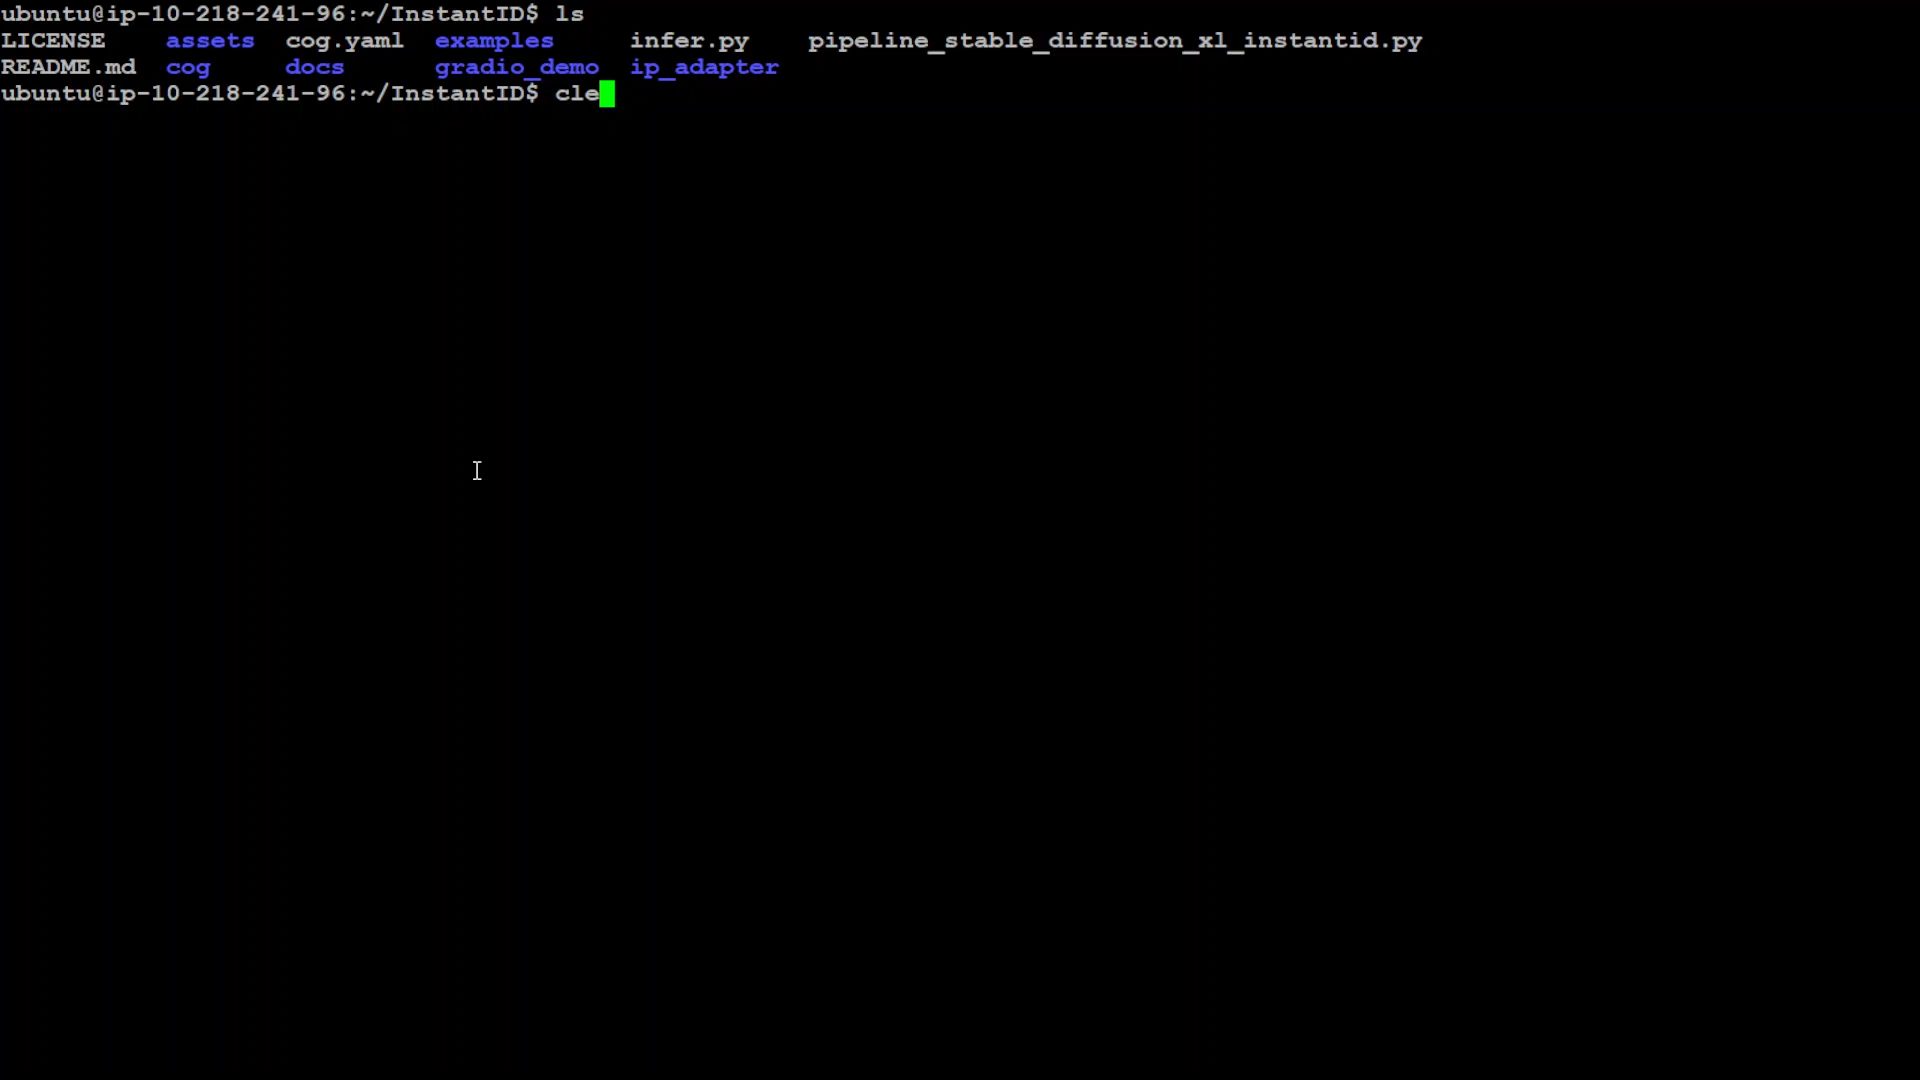 ubuntu@ip-10-218-241-96:~/InstantID$ ls
LICENSE    assets  cog.yaml  examples     infer.py    pipeline_stable_diffusion_xl_instantid.py
README.md  cog     docs      gradio_demo  ip_adapter
ubuntu@ip-10-218-241-96:~/InstantID$ cle